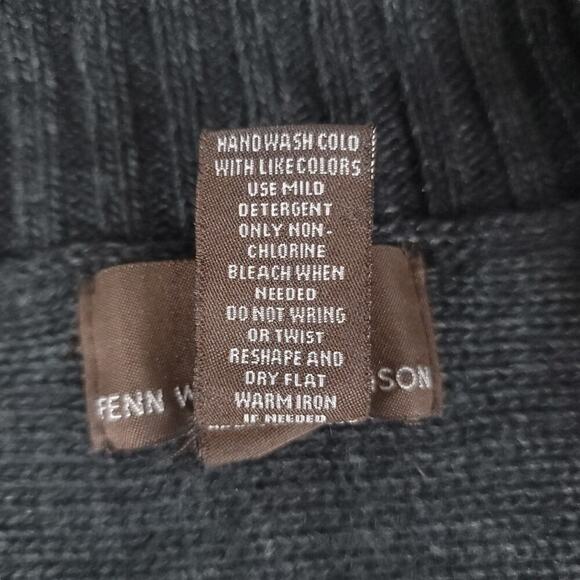 HAND WASH COLD
WITH LIKE COLORS
USE MILD
DETERGENT
ONLY NON-
CHLORINE
BLEACH WHEN
NEEDED
DO NOT WRING
OR TWIST
RESHAPE AND
DRY FLAT
WARM IRON
IF NEEDED
FENN